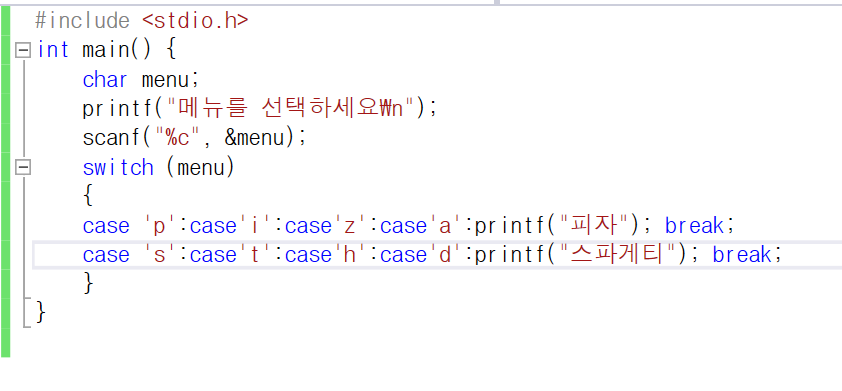 #include <stdio.h>
int main() {
char menu;
printf("메뉴를 선택하세요₩n");
scanf("%c", &menu);
switch (menu)
{
case 'p':case'i':case'z':case'a':printf("피자"); break;
case 's':case't':case'h':case'd':printf("스파게티"); break;
}
}